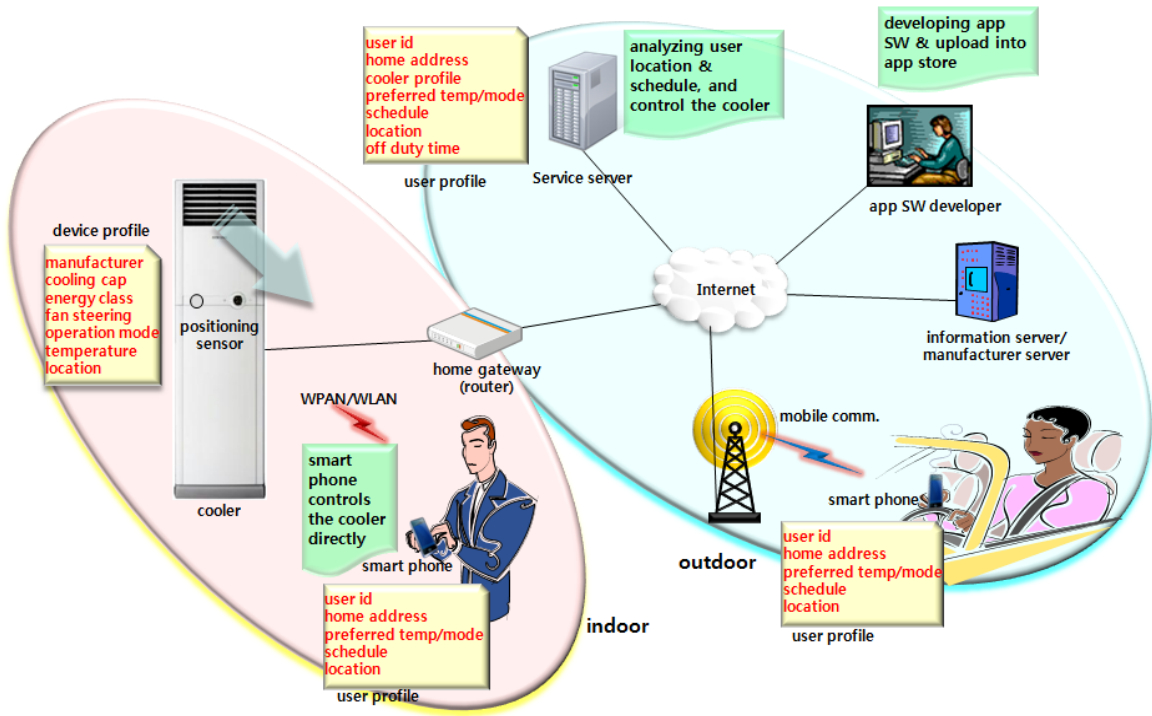 user id
home address
cooler profile
preferred temp/mode
schedule
location
off duty time
user profile
analyzing user
location &
schedule, and
control the cooler
Service server
developing app
SW & upload into
app store
app SW developer
device profile
manufacturer
cooling cap
energy class
fan steering
operation mode
temperature
location
positioning
sensor
cooler
Internet
information server/
manufacturer server
home gateway
(router)
WPAN/WLAN
smart
phone
controls
the cooler
directly
smart phone
user id
home address
preferred temp/mode
schedule
location
user profile
indoor
mobile comm.
smart phone
outdoor
user id
home address
preferred temp/mode
schedule
location
user profile